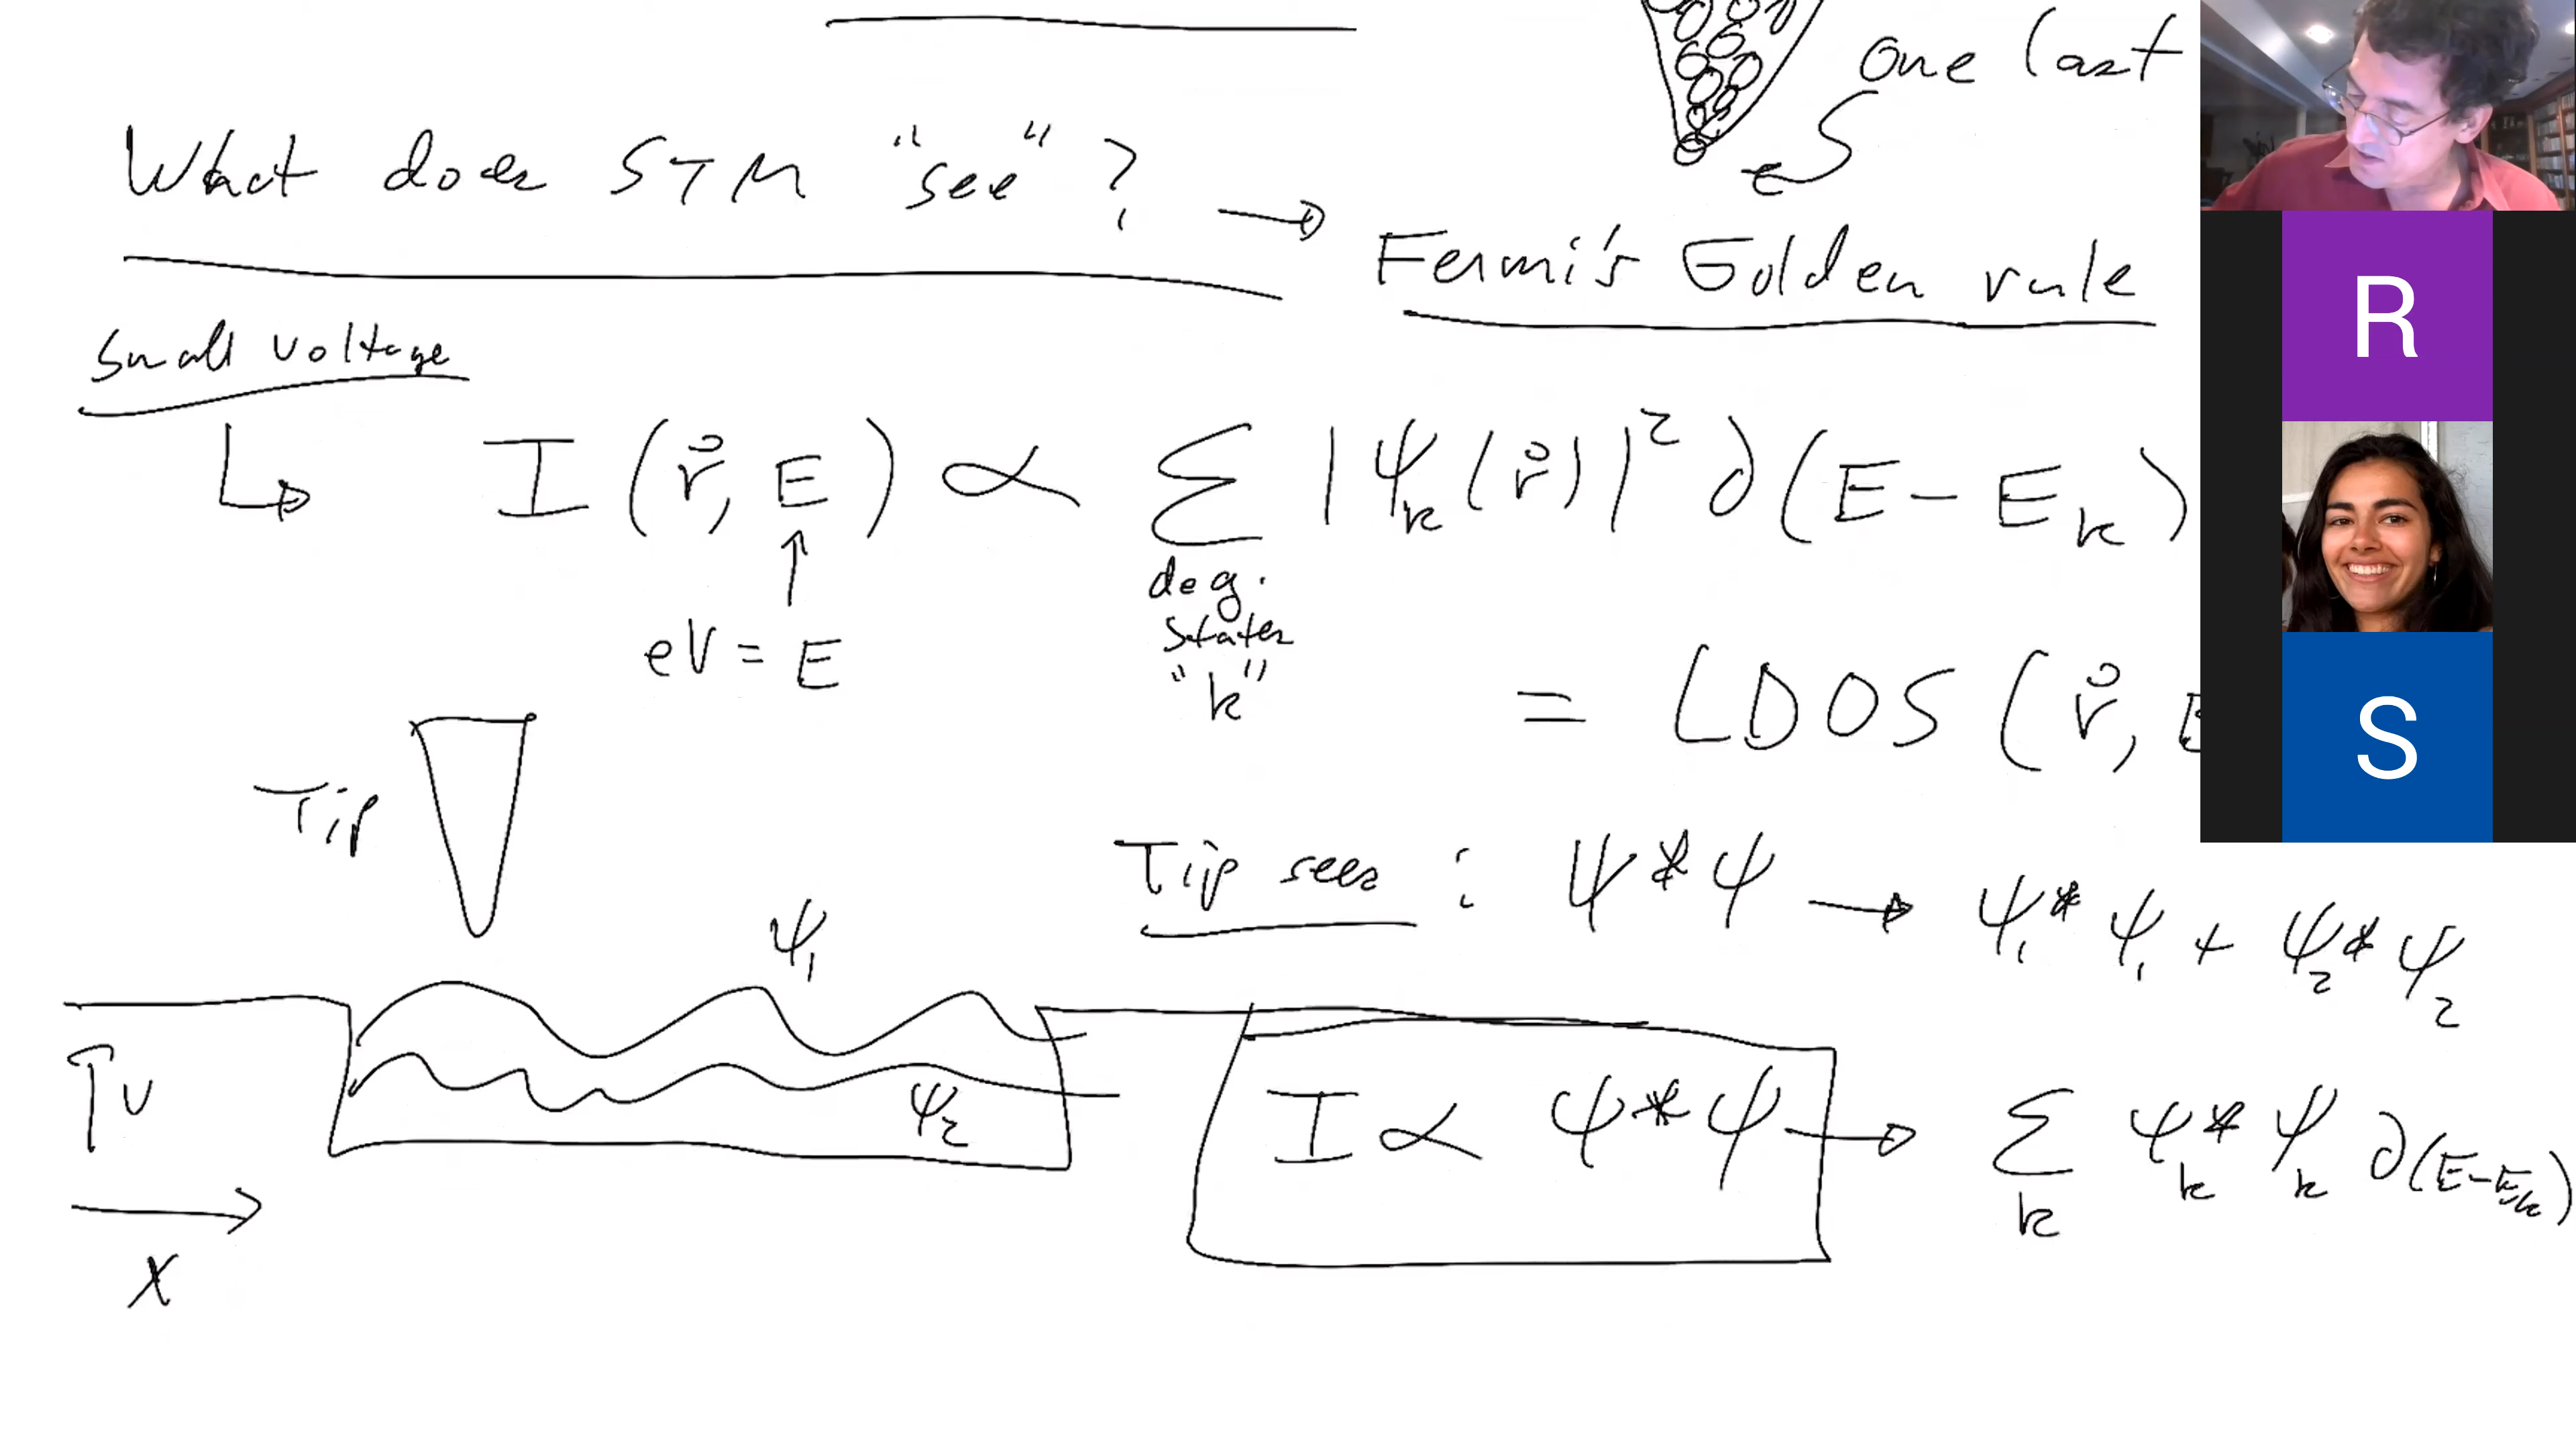 one last
What does STM "see" ? →
Fermi's Golden rule
small voltage
I (r⃗, E) ∝ Σ |ψₖ(r⃗)|² ∂(E - Eₖ)
deg.
states
"k"
eV = E
= LDOS (r⃗, E
Tip
Tip sees : ψ*ψ → ψ₁*ψ₁ + ψ₂*ψ₂
ψ₁
ψ₂
↑U
I ∝ ψ*ψ → Σₖ ψₖ*ψₖ ∂(E-Eₖ)
x
R
S